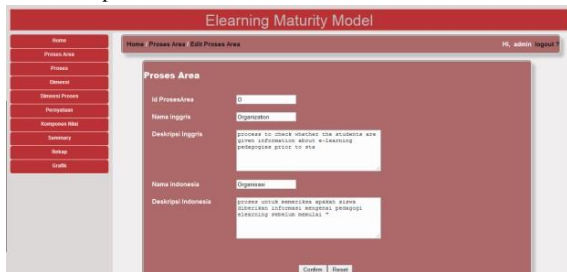 Elearning Maturity Model
Home
Proses Area
Proses
Dimensi
Dimensi Proses
Pernyataan
Komponen Nilai
Summary
Rekap
Grafik
Home Proses Area Edit Proses Area
Hi, admin logout ?
Proses Area
Id ProsesArea O
Nama Inggris Organization
Deskripsi Inggris
process to check whether the students are
given information about e-learning
pedagogies prior to sta
Nama Indonesia Organisasi
Deskripsi Indonesia
proses untuk memeriksa apakah siswa
diberikan informasi mengenai pedagogi
elearning sebelum memulai "
Confirm Reset